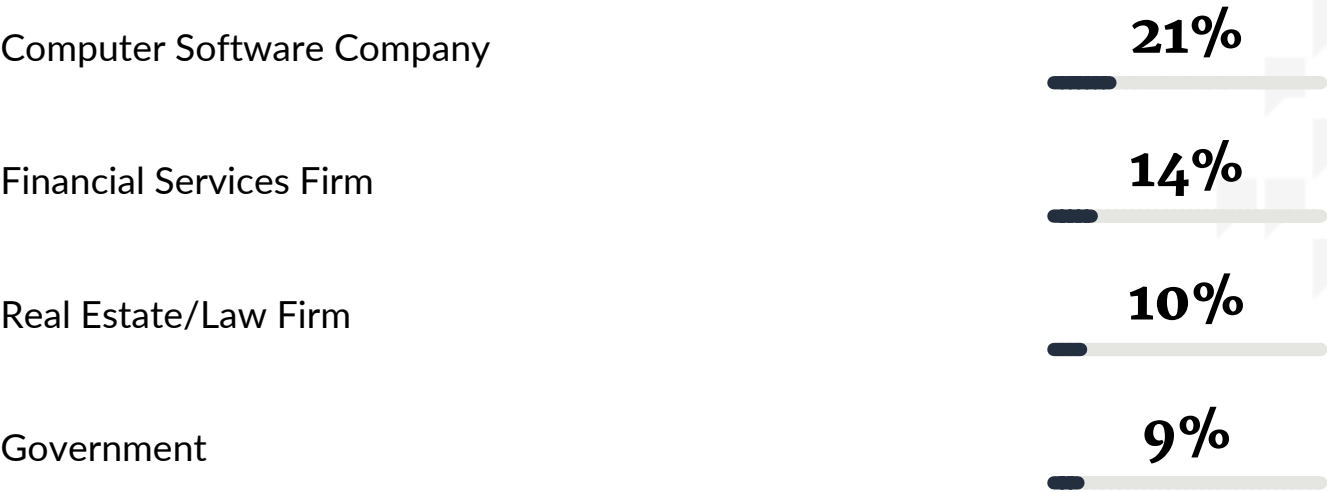 Computer Software Company
21%
Financial Services Firm
14%
Real Estate/Law Firm
10%
Government
9%